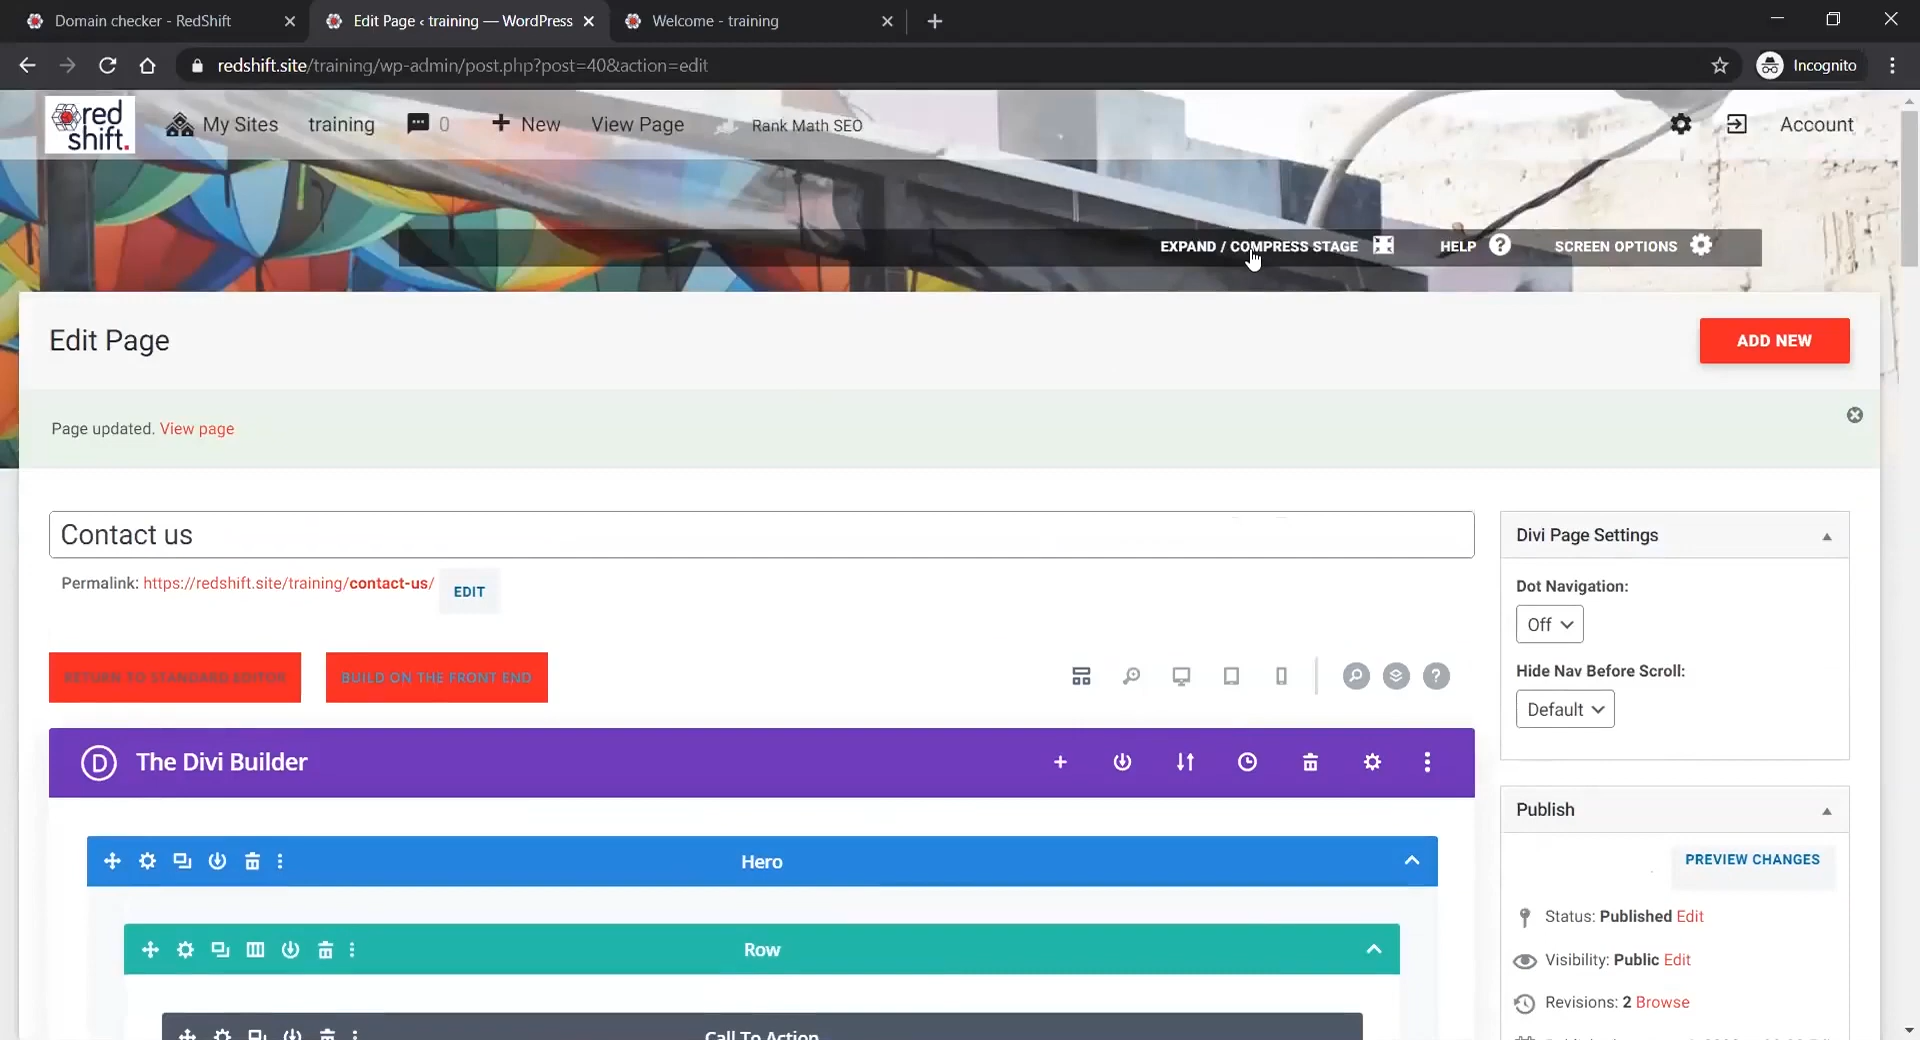 Domain checker - RedShift
Edit Page ‹ training — WordPress
Welcome - training
redshift.site/training/wp-admin/post.php?post=40&action=edit
Incognito
red shift.
My Sites
training
0
New
View Page
Rank Math SEO
Account
EXPAND / COMPRESS STAGE
HELP
SCREEN OPTIONS
Edit Page
ADD NEW
Page updated. View page
Contact us
Permalink: https://redshift.site/training/contact-us/
EDIT
RETURN TO STANDARD EDITOR
BUILD ON THE FRONT END
Divi Page Settings
Dot Navigation:
Off
Hide Nav Before Scroll:
Default
D The Divi Builder
Publish
PREVIEW CHANGES
Hero
Status: Published Edit
Row
Visibility: Public Edit
Revisions: 2 Browse
Call To Action